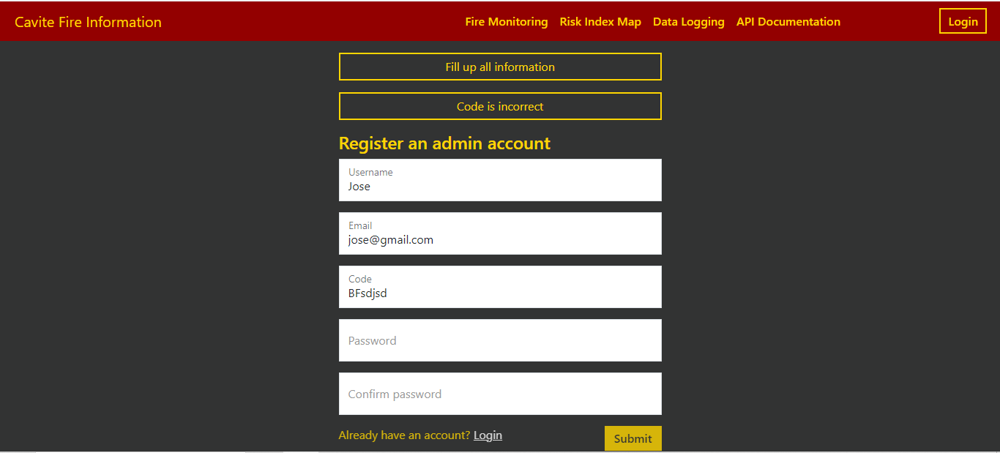 Cavite Fire Information Fire Monitoring Risk Index Map Data Logging API Documentation Login
Fill up all information
Code is incorrect
Register an admin account
Username
Jose
Email
jose@gmail.com
Code
BFsdjsd
Password
Confirm password
Already have an account? Login Submit